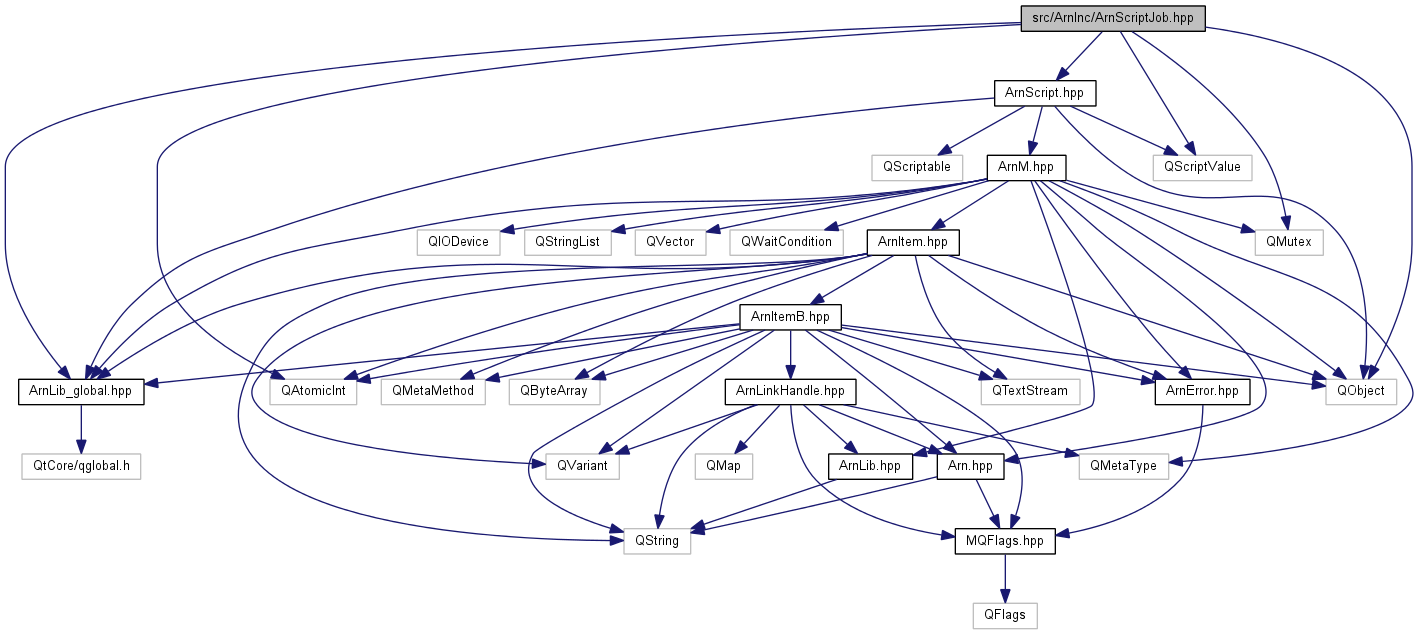 src/ArnInc/ArnScriptJob.hpp
ArnScript.hpp
QScriptable
ArnM.hpp
QScriptValue
QIODevice
QStringList
QVector
QWaitCondition
ArnItem.hpp
QMutex
ArnItemB.hpp
ArnLib_global.hpp
QAtomicInt
QMetaMethod
QByteArray
ArnLinkHandle.hpp
QTextStream
ArnError.hpp
QObject
QtCore/qglobal.h
QVariant
QMap
ArnLib.hpp
Arn.hpp
QMetaType
QString
MQFlags.hpp
QFlags